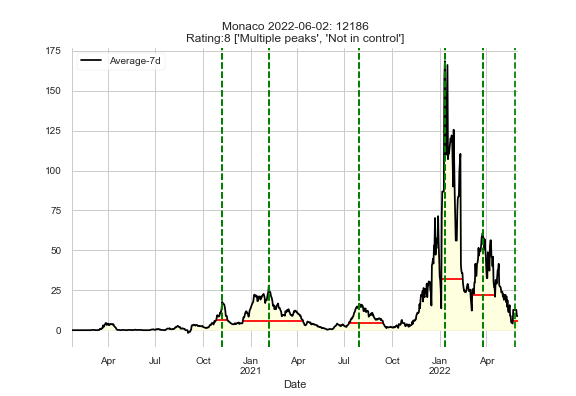 Monaco 2022-06-02: 12186
Rating:8 ['Multiple peaks', 'Not in control']
175
Average-7d
150
125
100
75
50
25
0
Apr
Jul
Oct
Jan
2021
Apr
Jul
Oct
Jan
2022
Apr
Date